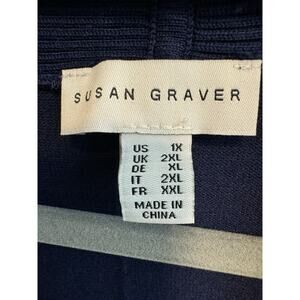 SUSAN GRAVER
US 1X
UK 2XL
DE XL
IT 2XL
FR XXL
MADE IN
CHINA